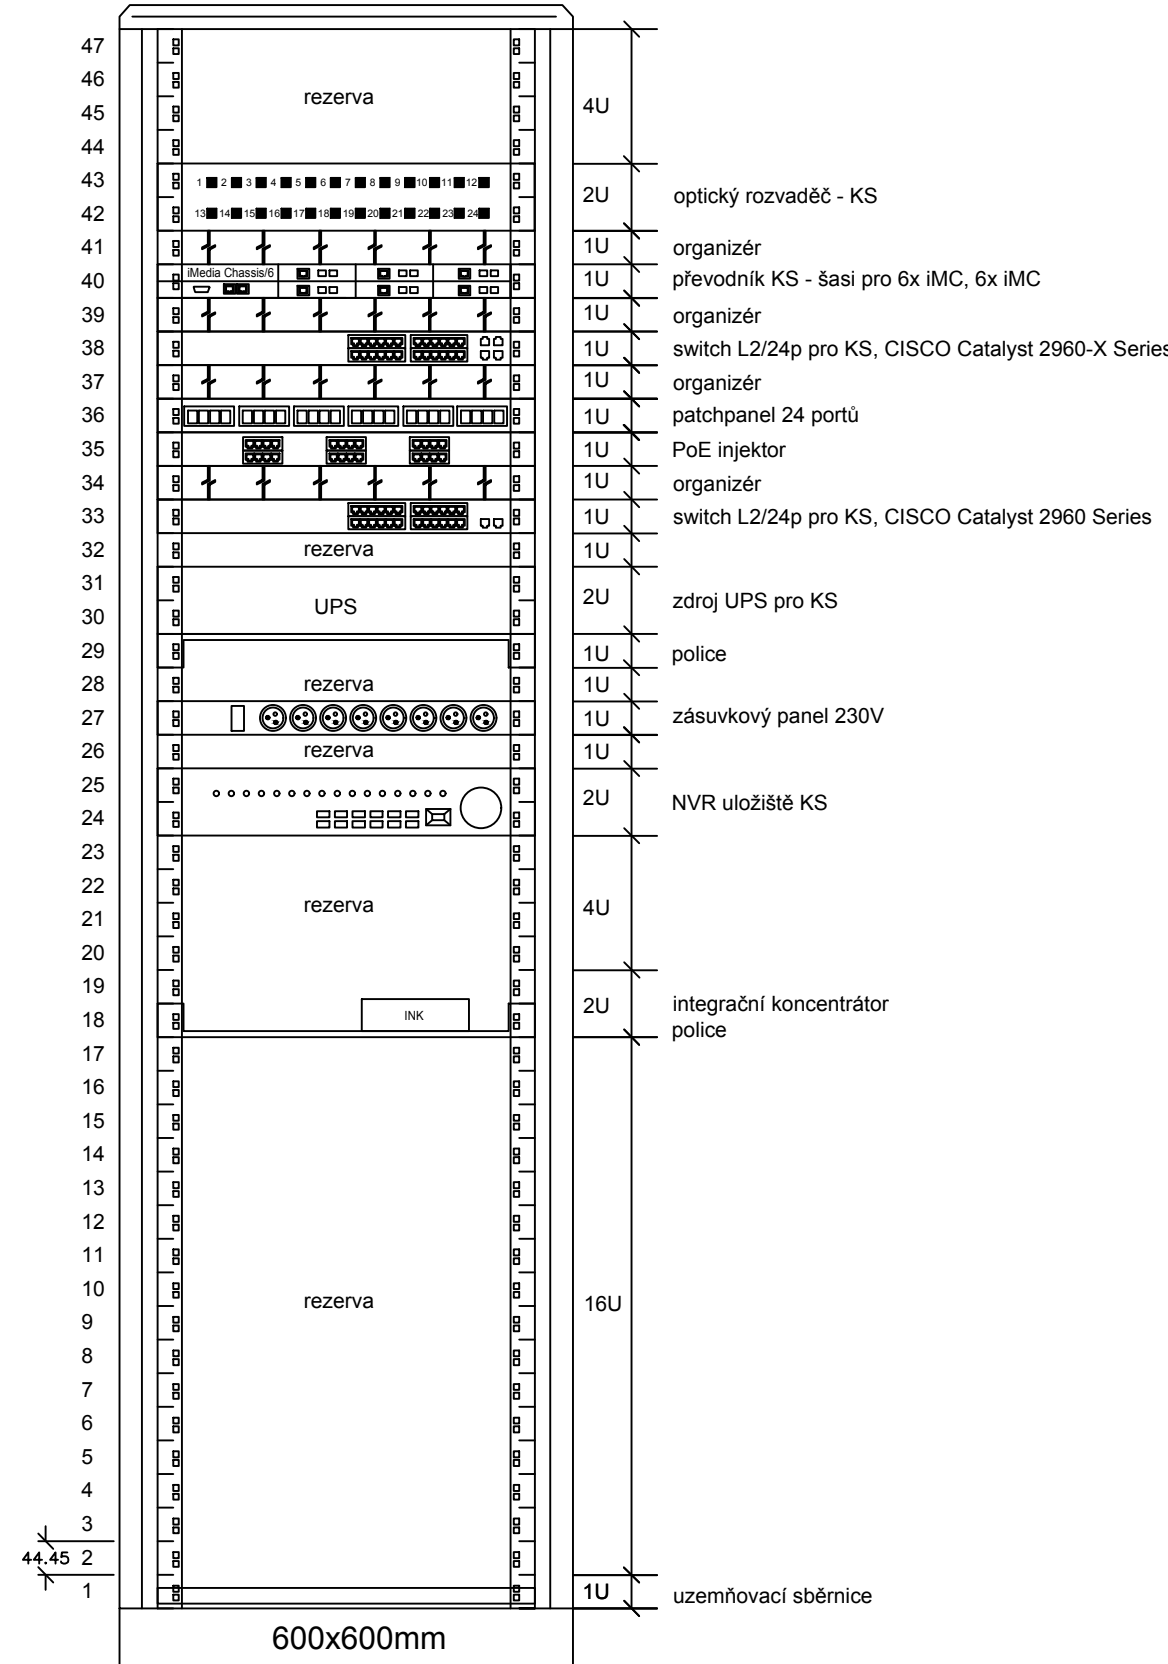 47
46
rezerva
45
4U
44
43
1 2 3 4 5 6 7 8 9 10 11 12
2U
optický rozvaděč - KS
42
13 14 15 16 17 18 19 20 21 22 23 24
41
1U
organizér
40
iMedia Chassis/6
1U
převodník KS - šasi pro 6x iMC, 6x iMC
39
1U
organizér
38
1U
switch L2/24p pro KS, CISCO Catalyst 2960-X Series
37
1U
organizér
36
1U
patchpanel 24 portů
35
1U
PoE injektor
34
1U
organizér
33
1U
switch L2/24p pro KS, CISCO Catalyst 2960 Series
32
rezerva
1U
31
UPS
2U
zdroj UPS pro KS
30
29
1U
police
28
rezerva
1U
27
1U
zásuvkový panel 230V
26
rezerva
1U
25
2U
NVR uložiště KS
24
23
22
rezerva
4U
21
20
19
2U
integrační koncentrátor
18
INK
police
17
16
15
14
13
12
11
10
rezerva
16U
9
8
7
6
5
4
3
44.45
2
1
1U
uzemňovací sběrnice
600x600mm